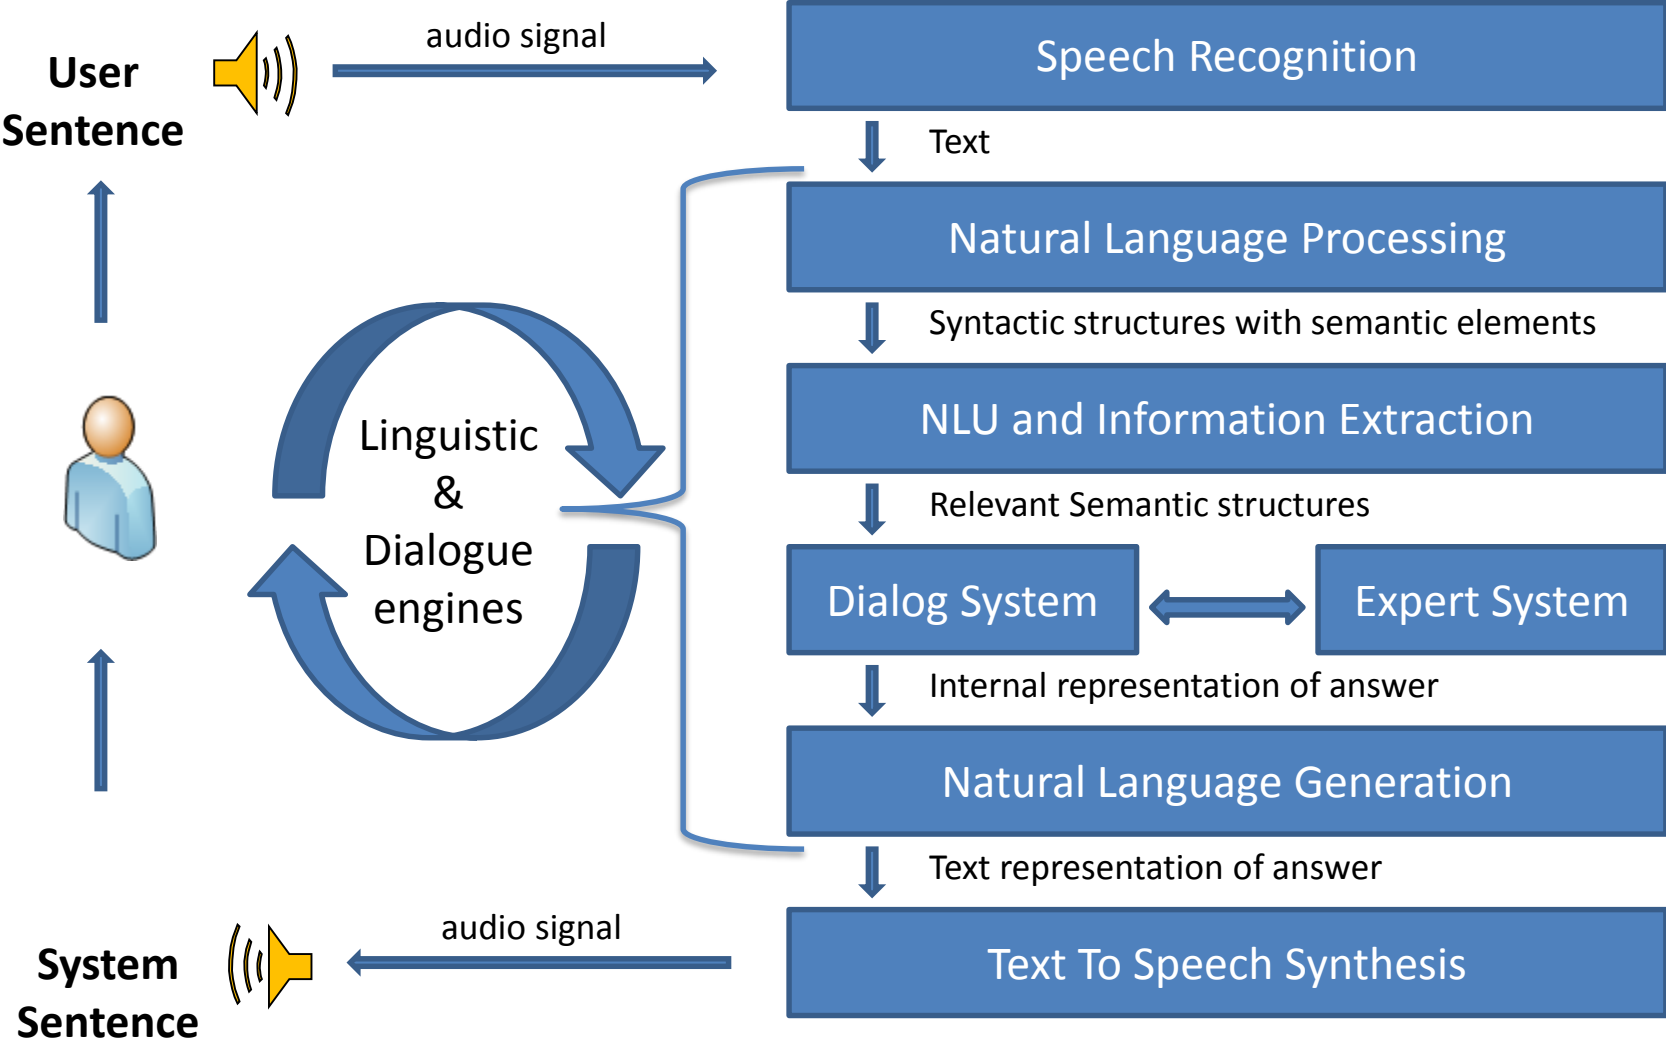 User
Sentence
audio signal
Speech Recognition
Text
Natural Language Processing
Syntactic structures with semantic elements
NLU and Information Extraction
Relevant Semantic structures
Linguistic
&
Dialogue
engines
Dialog System
Expert System
Internal representation of answer
Natural Language Generation
Text representation of answer
Text To Speech Synthesis
audio signal
System
Sentence